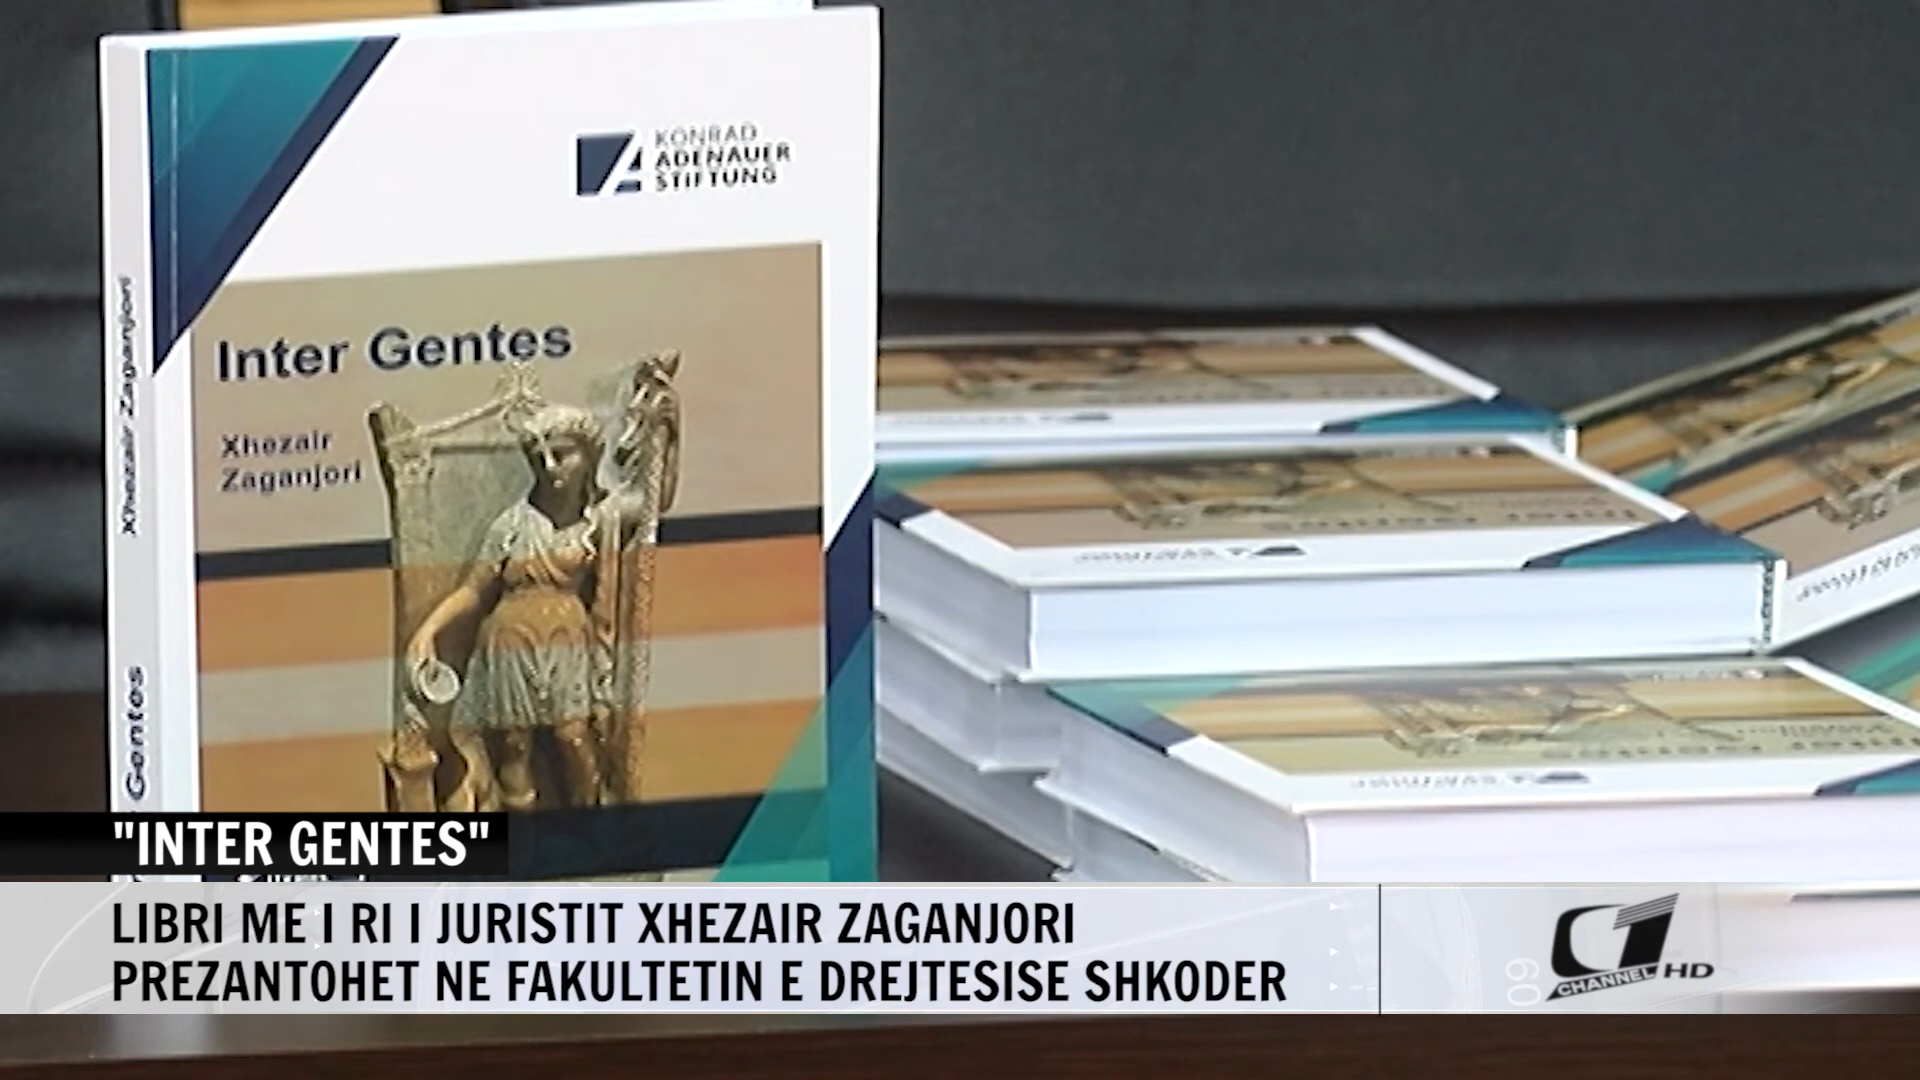 KONRAD
ADENAUER
STIFTUNG
Inter Gentes
Xhezair
Zaganjori
Xhezair Zaganjori
Gentes
"INTER GENTES"
LIBRI ME I RI I JURISTIT XHEZAIR ZAGANJORI
PREZANTOHET NE FAKULTETIN E DREJTESISE SHKODER
09
CHANNEL HD